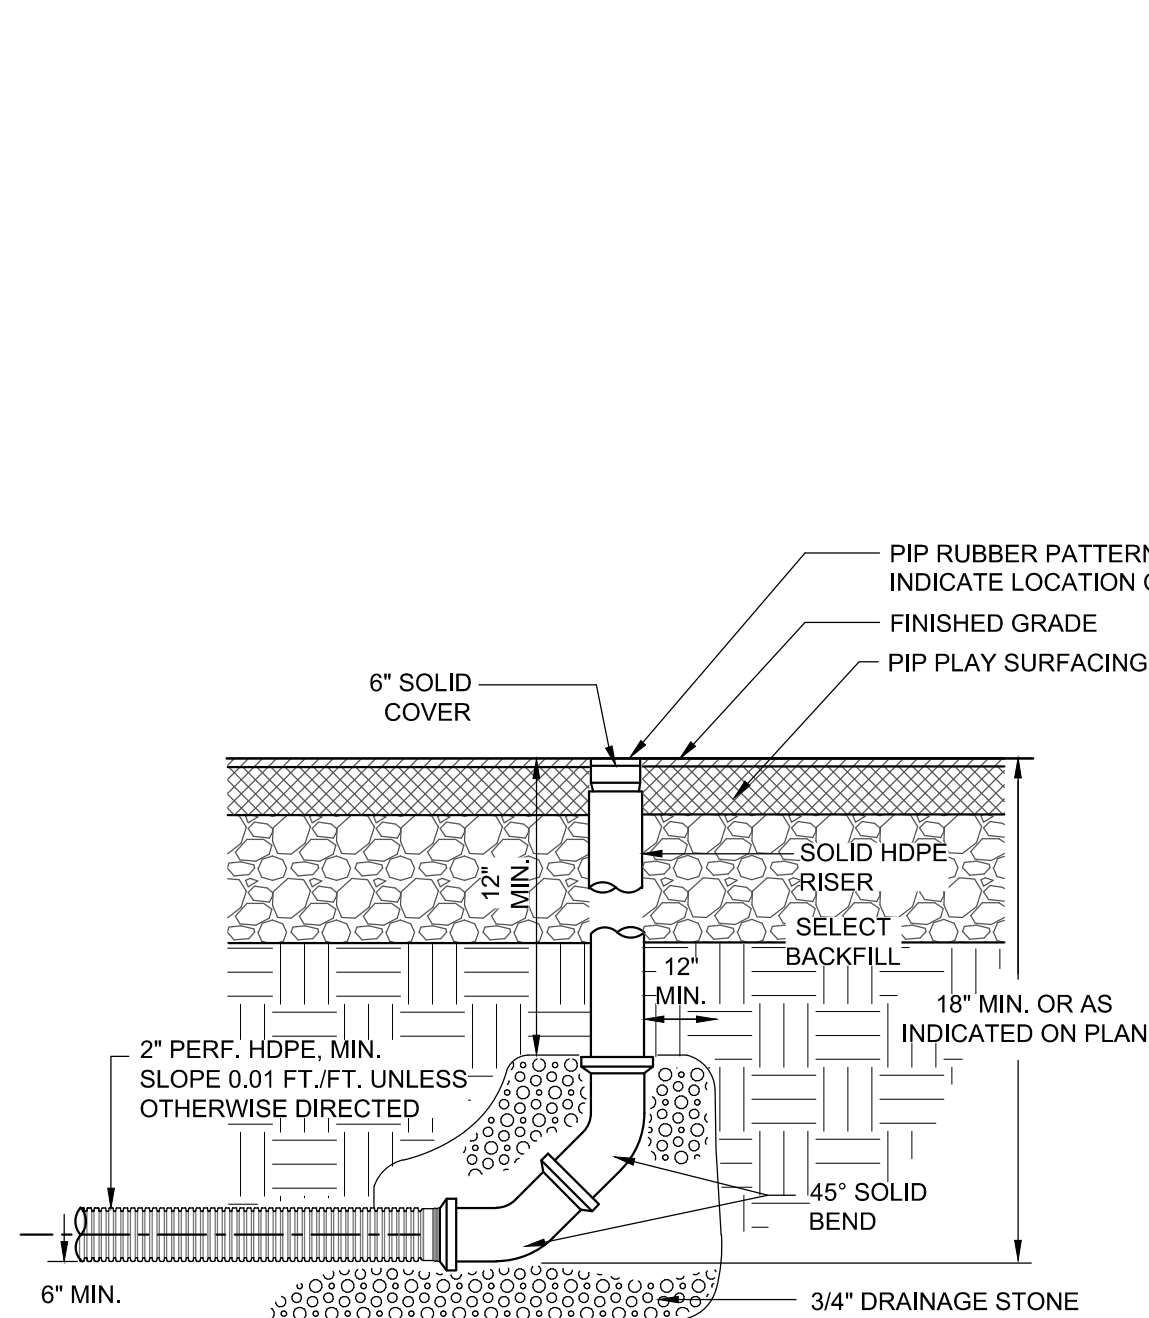 PIP RUBBER PATTERN
INDICATE LOCATION
FINISHED GRADE
PIP PLAY SURFACING
6" SOLID
COVER
12"
MIN.
SOLID HDPE
RISER
SELECT
BACKFILL
12"
MIN.
18" MIN. OR AS
INDICATED ON PLAN
2" PERF. HDPE, MIN.
SLOPE 0.01 FT./FT. UNLESS
OTHERWISE DIRECTED
45° SOLID
BEND
6" MIN.
3/4" DRAINAGE STONE